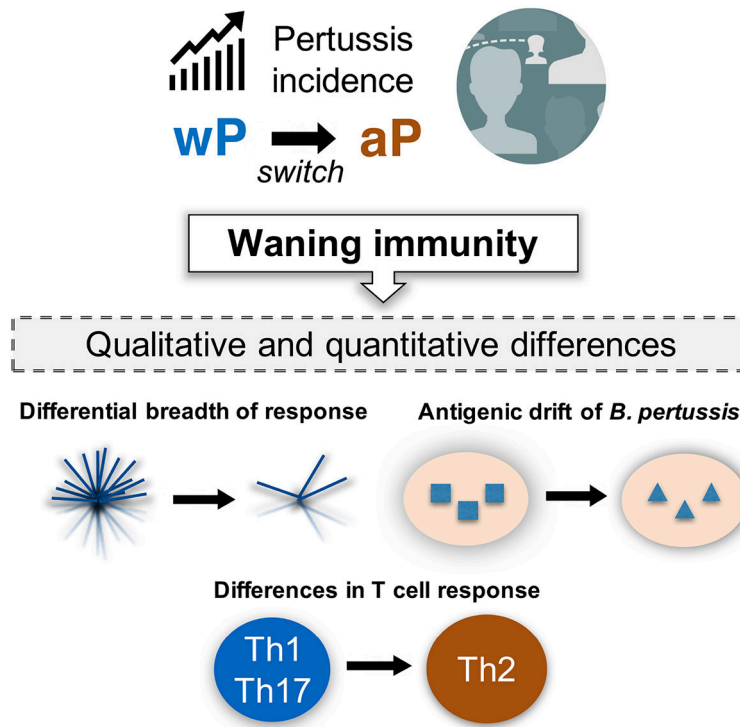 Pertussis
incidence
wP aP
switch
Waning immunity
Qualitative and quantitative differences
Differential breadth of response
Antigenic drift of B. pertussis
Differences in T cell response
Th1
Th17
Th2